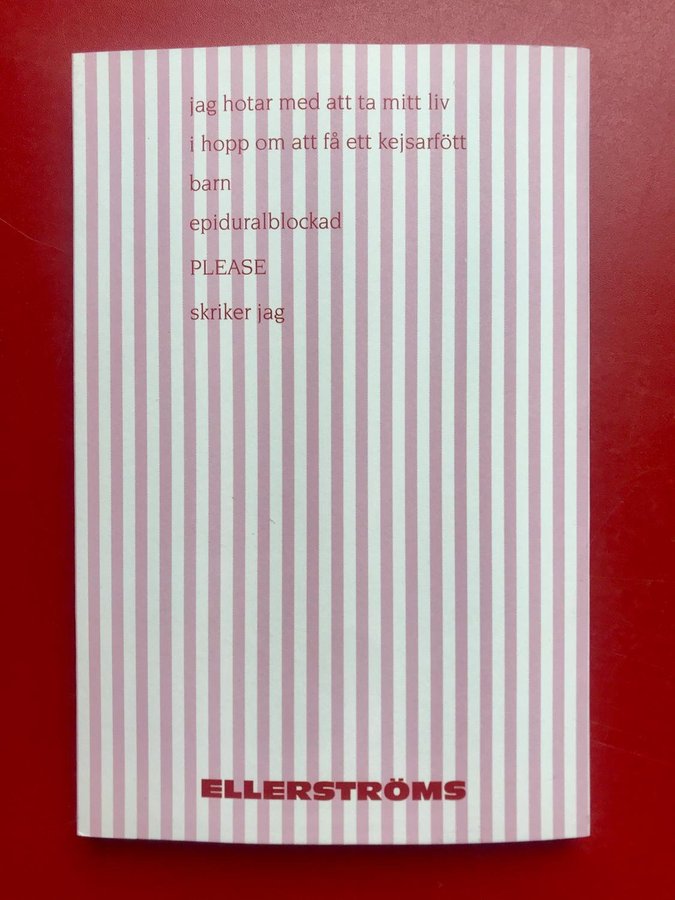 jag hotar med att ta mitt liv
i hopp om att få ett kejsarfött
barn
epiduralblockad
PLEASE
skriker jag
ELLERSTRÖMS